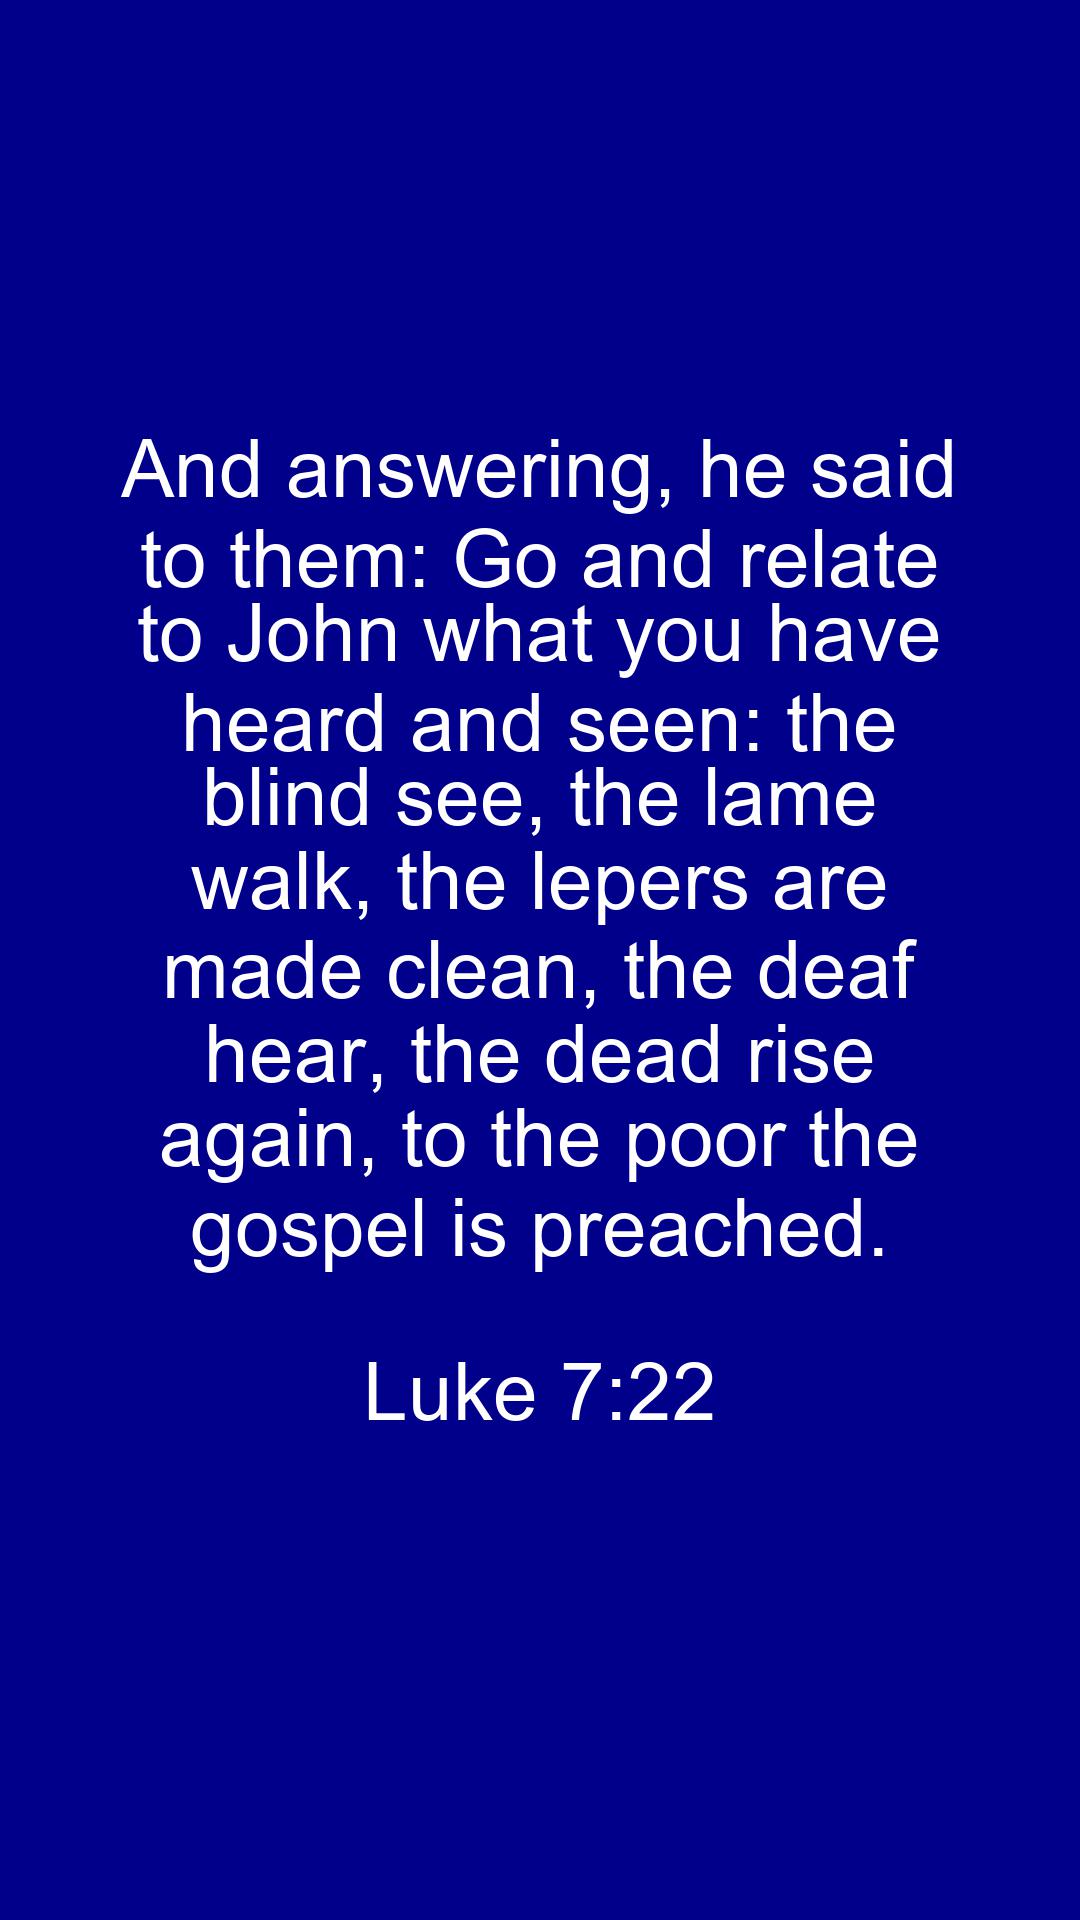 And answering, he said
to them: Go and relate
to John what you have
heard and seen: the
blind see, the lame
walk, the lepers are
made clean, the deaf
hear, the dead rise
again, to the poor the
gospel is preached.
Luke 7:22